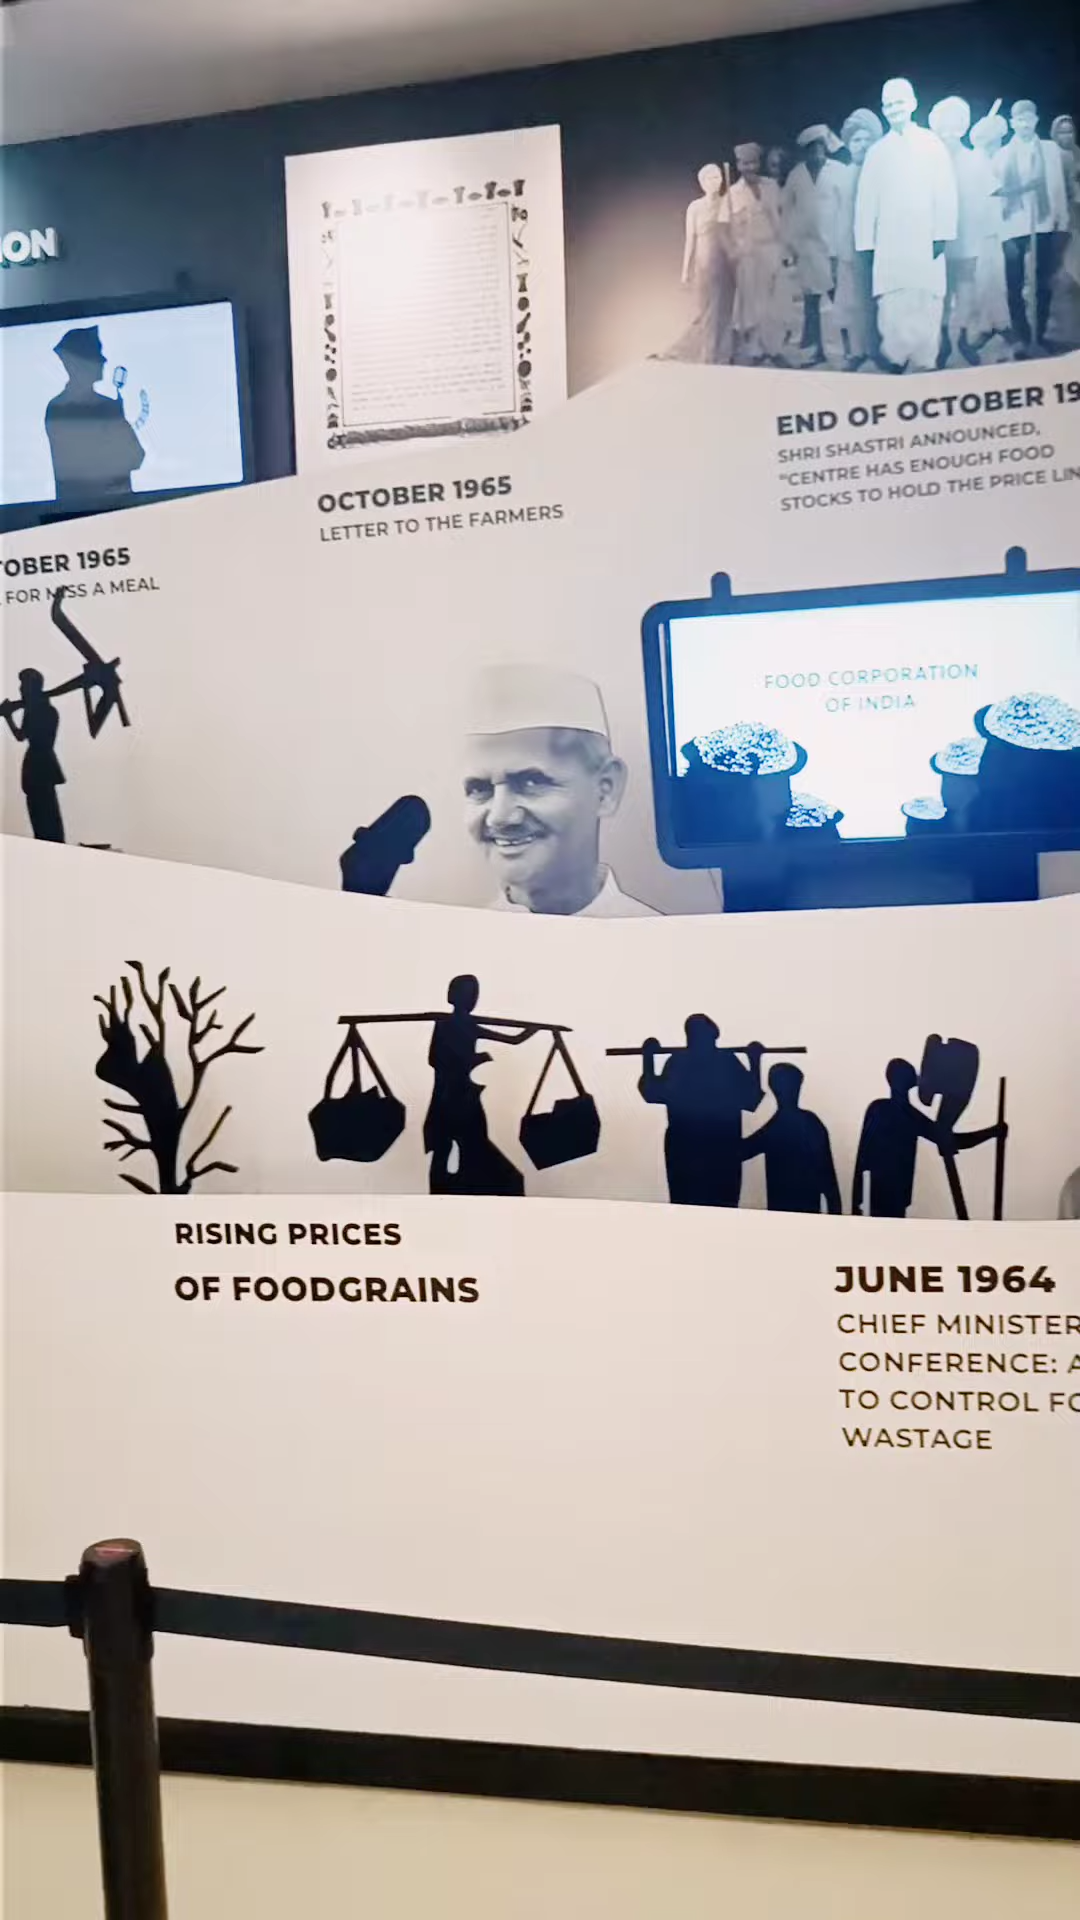 ION
OCTOBER 1965
LETTER TO THE FARMERS
END OF OCTOBER 19
SHRI SHASTRI ANNOUNCED,
"CENTRE HAS ENOUGH FOOD
STOCKS TO HOLD THE PRICE LIN
TOBER 1965
FOR MISS A MEAL
FOOD CORPORATION
OF INDIA
RISING PRICES
OF FOODGRAINS
JUNE 1964
CHIEF MINISTER
CONFERENCE: A
TO CONTROL FO
WASTAGE